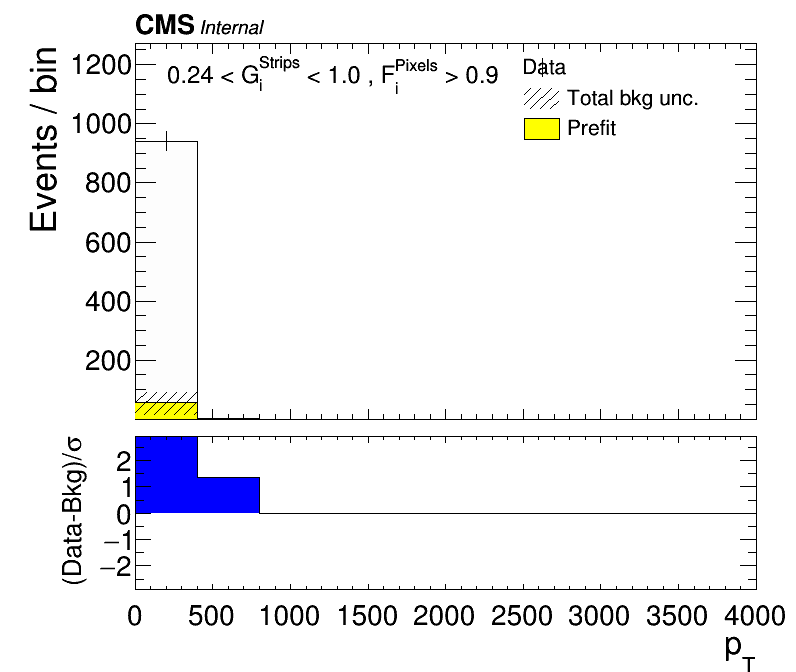 CMS Internal
0.24 < G_i^Strips < 1.0 , F_i^Pixels > 0.9
Data
Total bkg unc.
Prefit
Events / bin
1200
1000
800
600
400
200
(Data-Bkg)/σ
2
1
0
−1
−2
0 500 1000 1500 2000 2500 3000 3500 4000
p_T